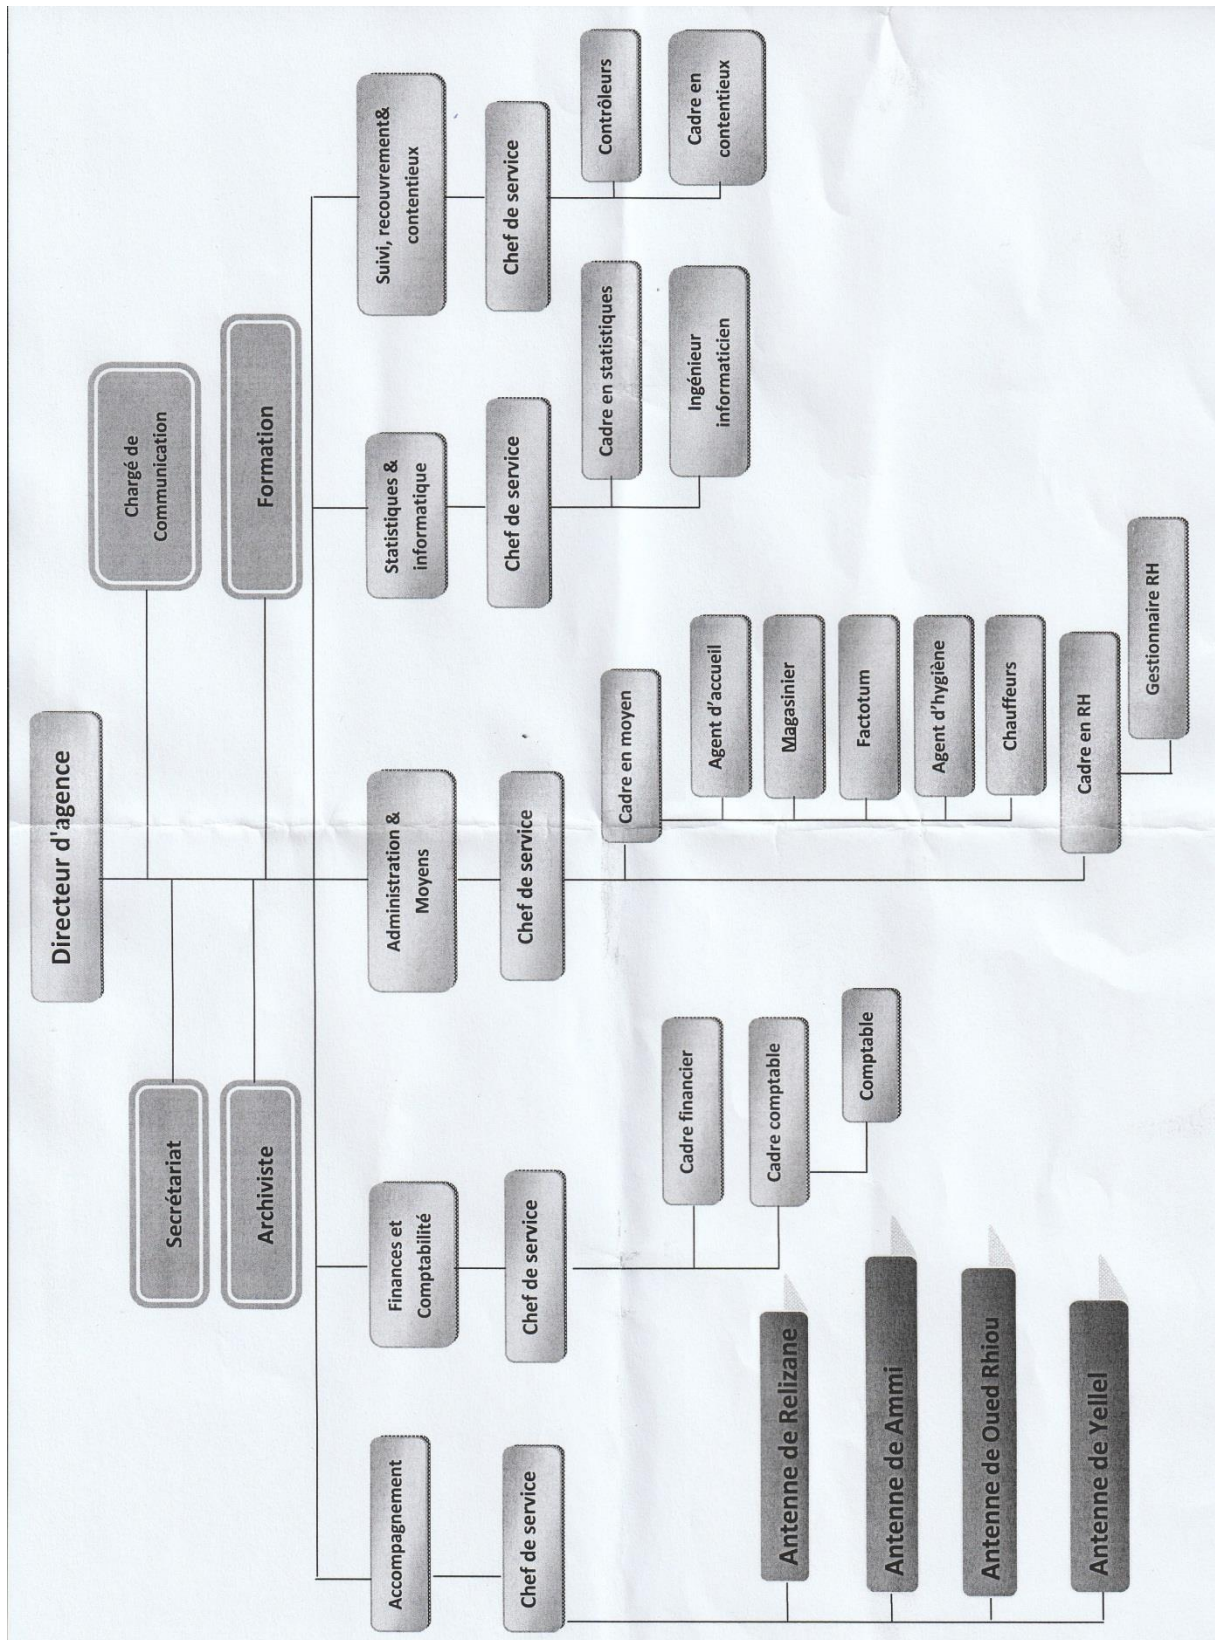 Directeur d'agence
Secrétariat
Chargé de
Communication
Archiviste
Formation
Accompagnement
Chef de service
Antenne de Relizane
Antenne de Ammi
Antenne de Oued Rhiou
Antenne de Yellel
Finances et
Comptabilité
Chef de service
Cadre financier
Cadre comptable
Comptable
Administration &
Moyens
Chef de service
Cadre en moyen
Agent d'accueil
Magasinier
Factotum
Agent d'hygiène
Chauffeurs
Cadre en RH
Gestionnaire RH
Statistiques &
informatique
Chef de service
Cadre en statistiques
Ingénieur
informaticien
Suivi, recouvrement&
contentieux
Chef de service
Contrôleurs
Cadre en
contentieux